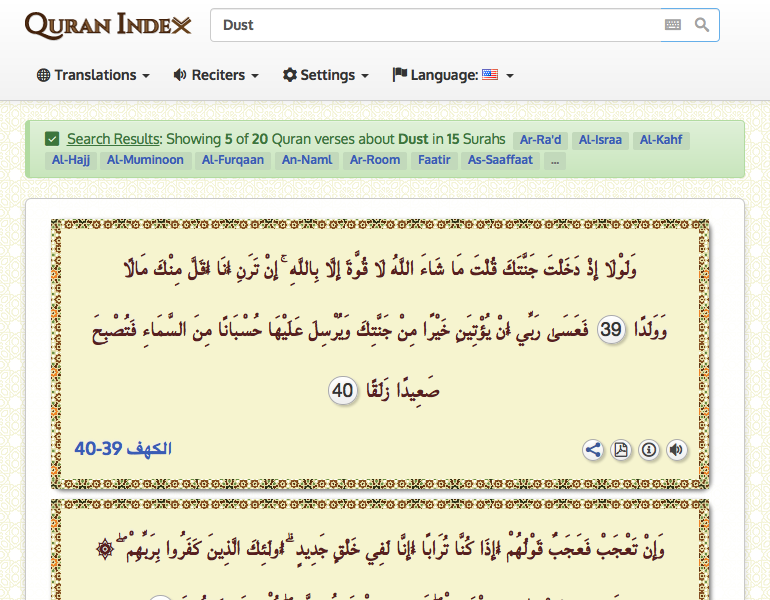 QURAN INDEX
Dust
Translations
Reciters
Settings
Language:
Search Results: Showing 5 of 20 Quran verses about Dust in 15 Surahs Ar-Ra'd Al-Israa Al-Kahf
Al-Hajj Al-Muminoon Al-Furqaan An-Naml Ar-Room Faatir As-Saaffaat ...
وَلَوْلَا إِذْ دَخَلْتَ جَنَّتَكَ قُلْتَ مَا شَاءَ اللَّهُ لَا قُوَّةَ إِلَّا بِاللَّهِ ۚ إِنْ تَرَنِ أَنَا أَقَلَّ مِنْكَ مَالًا
وَوَلَدًا 39 فَعَسَىٰ رَبِّي أَنْ يُؤْتِيَنِ خَيْرًا مِنْ جَنَّتِكَ وَيُرْسِلَ عَلَيْهَا حُسْبَانًا مِنَ السَّمَاءِ فَتُصْبِحَ
صَعِيدًا زَلَقًا 40
الكهف 39-40
وَإِنْ تَعْجَبْ فَعَجَبٌ قَوْلُهُمْ أَإِذَا كُنَّا تُرَابًا أَإِنَّا لَفِي خَلْقٍ جَدِيدٍ ۗ أُولَٰئِكَ الَّذِينَ كَفَرُوا بِرَبِّهِمْ ۖ ۞